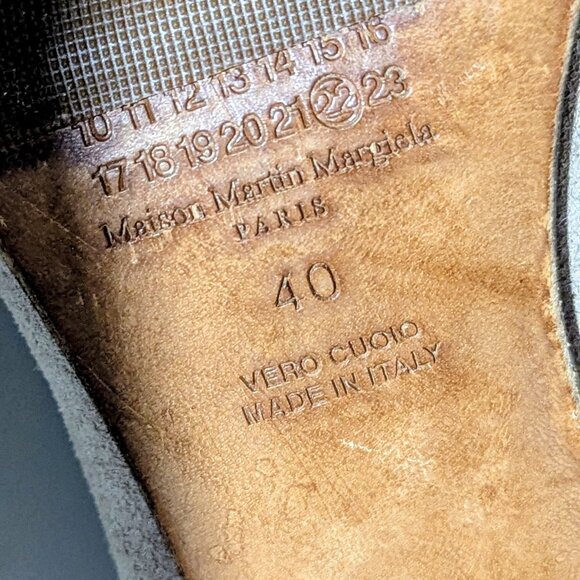 10 11 12 13 14 15 16
17 18 19 20 21 22 23
Maison Martin Margiela
PARIS
40
VERO CUOIO
MADE IN ITALY